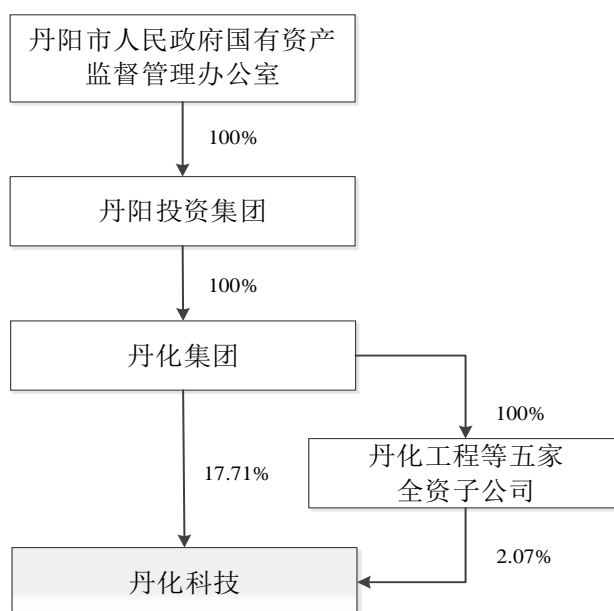 丹阳市人民政府国有资产
监督管理办公室
100%
丹阳投资集团
100%
丹化集团
100%
丹化工程等五家
全资子公司
17.71%
2.07%
丹化科技